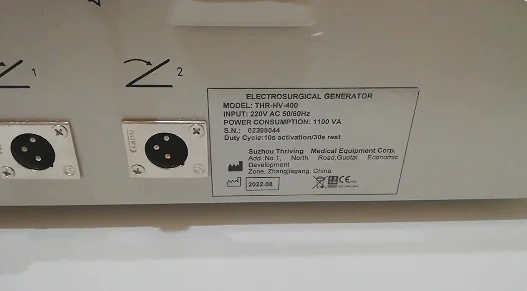 1
2
ELECTROSURGICAL GENERATOR
MODEL: THR-HV-400
INPUT: 220V AC 50/60Hz
POWER CONSUMPTION: 1100 VA
S.N.: 02208044
Duty Cycle:10s activation/30s rest
Suzhou Thriving Medical Equipment Corp.
Add:No.1, North Road,Guotai Economic
Development
Zone, Zhangjiagang, China
2022.08
CE